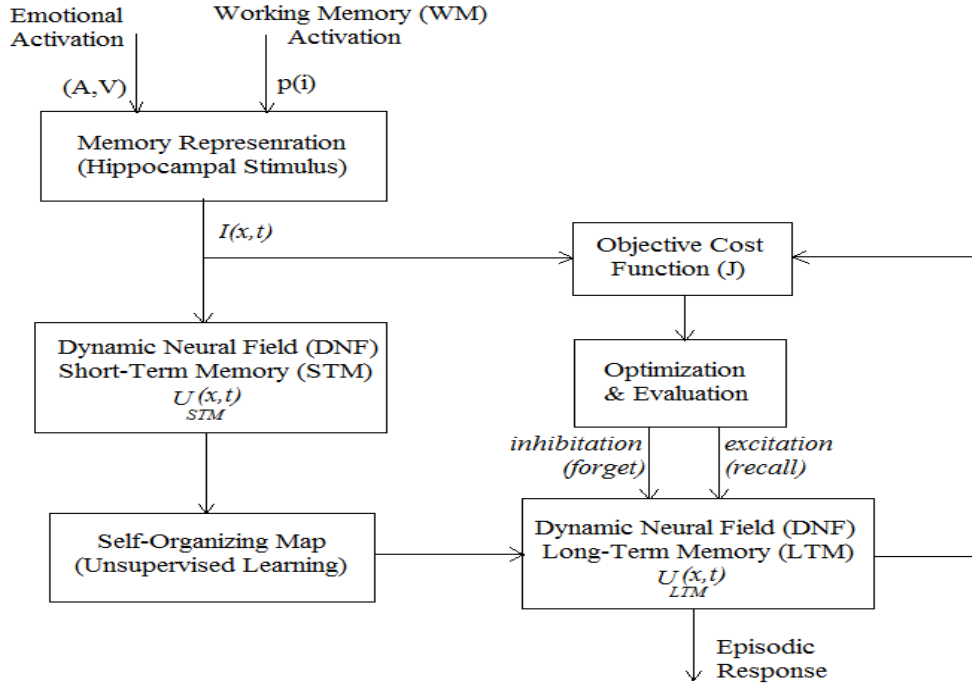 Emotional
Activation
Working Memory (WM)
Activation
(A,V)
p(i)
Memory Represenration
(Hippocampal Stimulus)
I(x,t)
Objective Cost
Function (J)
Dynamic Neural Field (DNF)
Short-Term Memory (STM)
U(x,t)
STM
Optimization
& Evaluation
inhibitation
(forget)
excitation
(recall)
Self-Organizing Map
(Unsupervised Learning)
Dynamic Neural Field (DNF)
Long-Term Memory (LTM)
U(x,t)
LTM
Episodic
Response